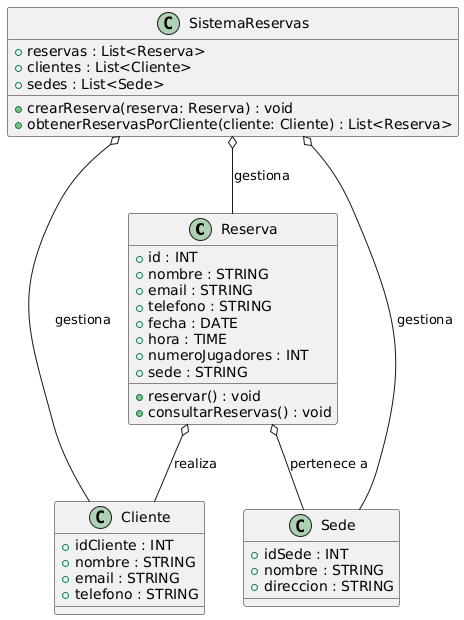 C SistemaReservas
reservas : List<Reserva>
clientes : List<Cliente>
sedes : List<Sede>
crearReserva(reserva: Reserva) : void
obtenerReservasPorCliente(cliente: Cliente) : List<Reserva>
gestiona
C Reserva
id : INT
nombre : STRING
email : STRING
telefono : STRING
fecha : DATE
hora : TIME
numeroJugadores : INT
sede : STRING
reservar() : void
consultarReservas() : void
gestiona
gestiona
realiza
pertenece a
C Cliente
idCliente : INT
nombre : STRING
email : STRING
telefono : STRING
C Sede
idSede : INT
nombre : STRING
direccion : STRING